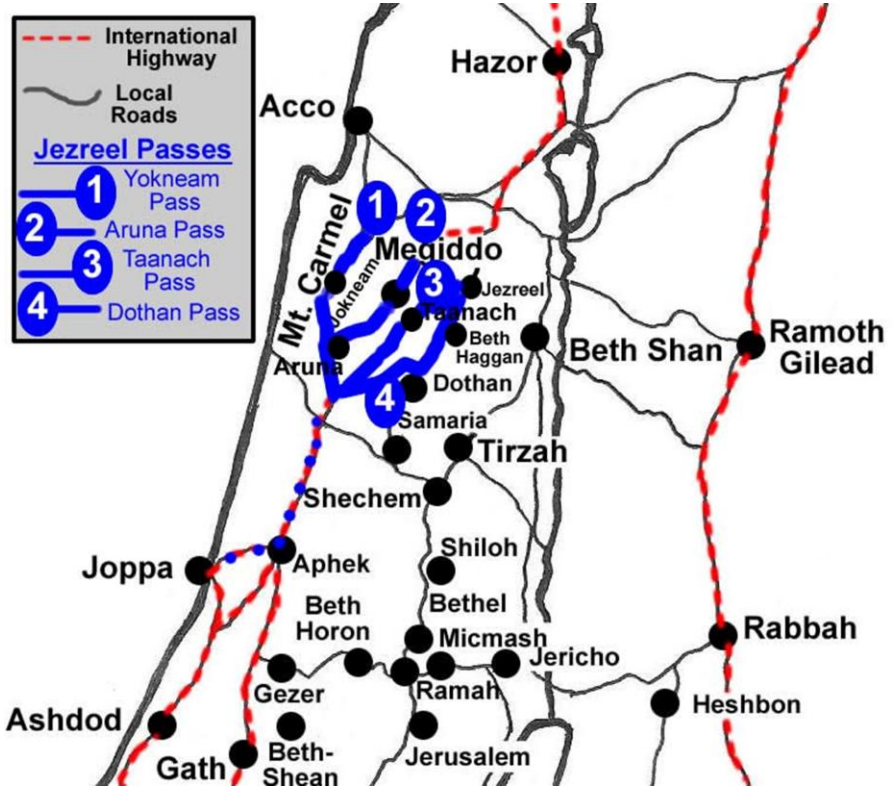 International
Highway
Local
Roads
Jezreel Passes
1 Yokneam
Pass
2 Aruna Pass
3 Taanach
Pass
4 Dothan Pass
Hazor
Acco
1
2
Mt. Carmel
Megiddo
Jokneam
3
Jezreel
Taanach
Beth
Haggan
Beth Shan
Ramoth
Gilead
Aruna
Dothan
4
Samaria
Tirzah
Shechem
Joppa
Aphek
Shiloh
Beth
Horon
Bethel
Micmash
Rabbah
Jericho
Gezer
Ramah
Heshbon
Ashdod
Beth-
Shean
Jerusalem
Gath